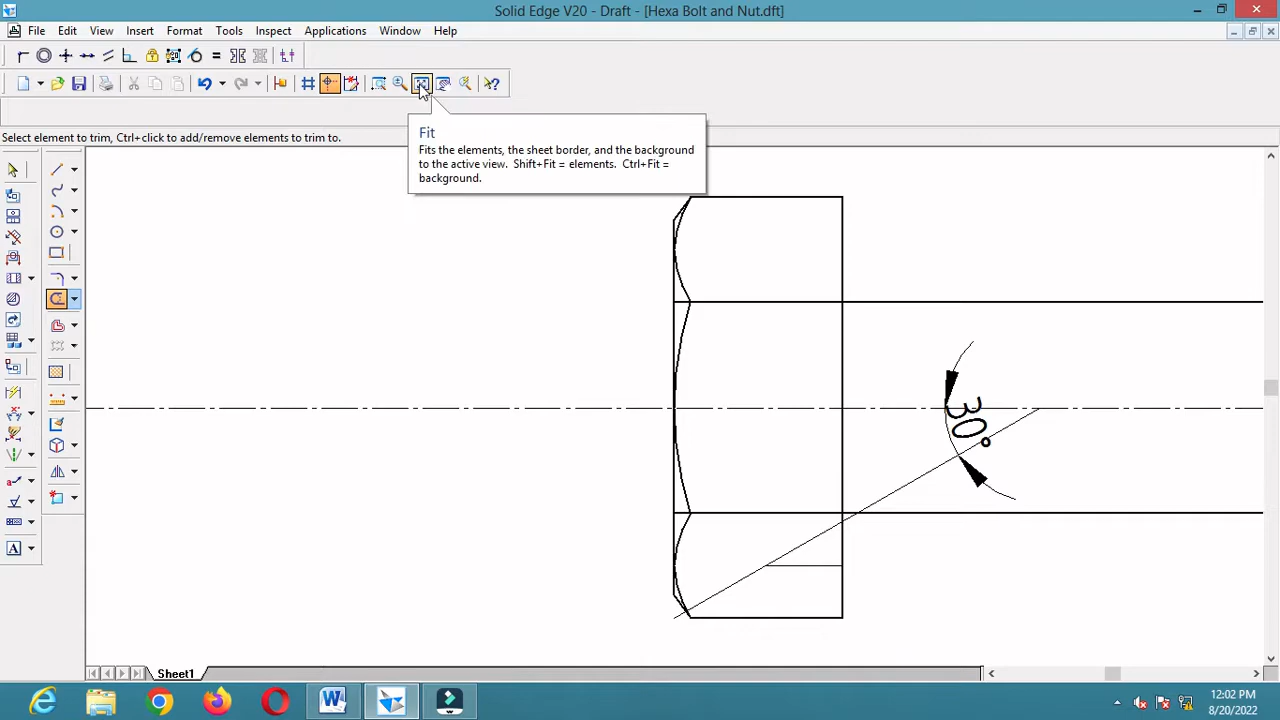 Solid Edge V20 - Draft - [Hexa Bolt and Nut.dft]
File Edit View Insert Format Tools Inspect Applications Window Help
Select element to trim, Ctrl+click to add/remove elements to trim to.
Fit
Fits the elements, the sheet border, and the background
to the active view. Shift+Fit = elements. Ctrl+Fit =
background.
30°
A
Sheet1
12:02 PM
8/20/2022